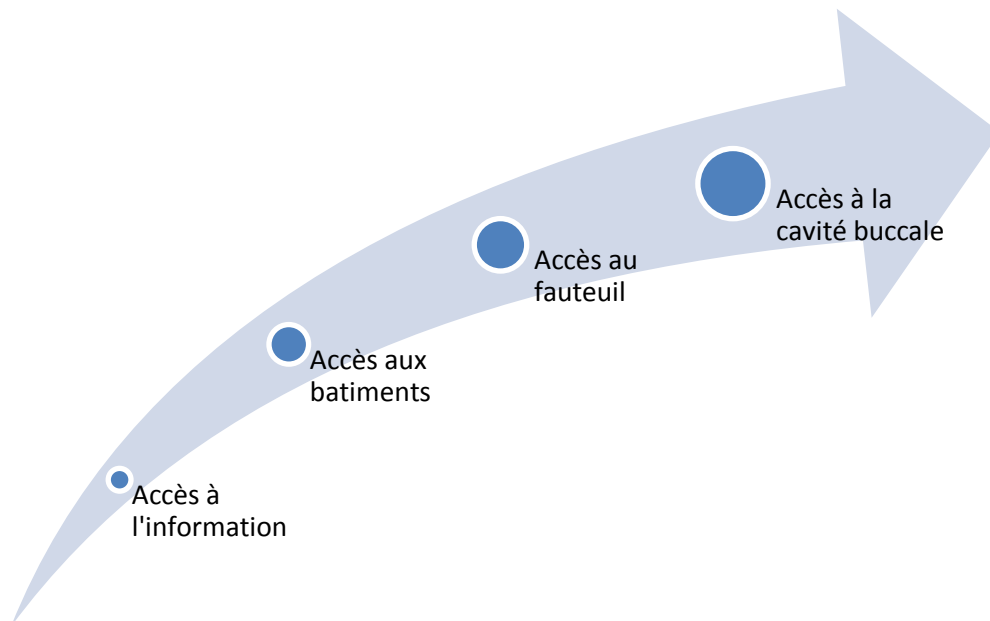 Accès à la
cavité buccale
Accès au
fauteuil
Accès aux
batiments
Accès à
l'information